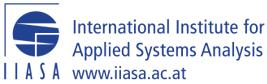 International Institute for
Applied Systems Analysis
IIASA www.iiasa.ac.at